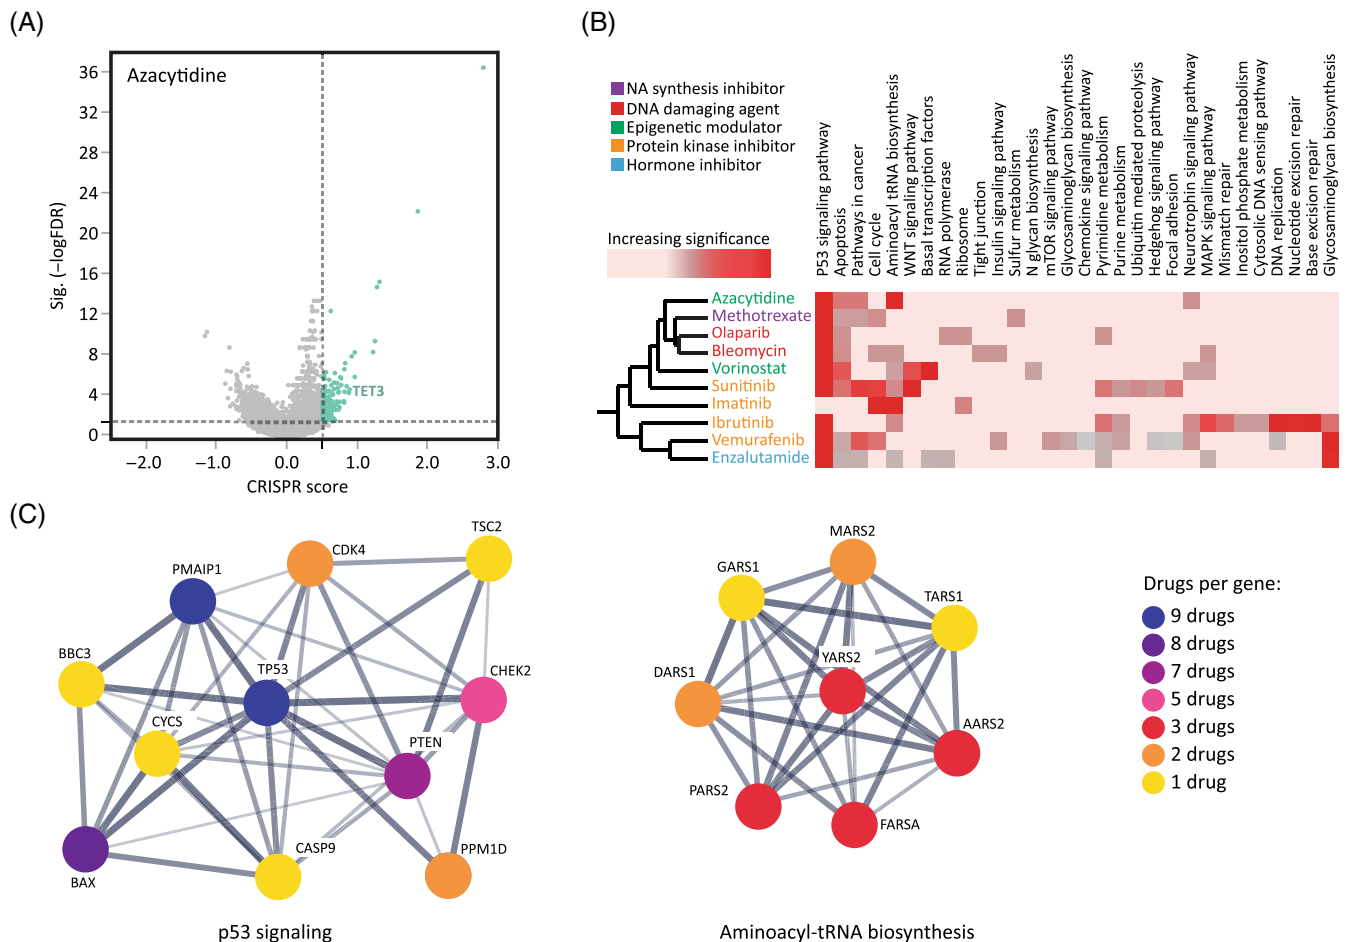 (A)
Azacytidine
Sig. (−logFDR)
36
32
28
24
20
16
12
8
4
0
TET3
−2.0
−1.0
0.0
1.0
2.0
3.0
CRISPR score
(B)
NA synthesis inhibitor
DNA damaging agent
Epigenetic modulator
Protein kinase inhibitor
Hormone inhibitor
Increasing significance
P53 signaling pathway
Apoptosis
Pathways in cancer
Cell cycle
Aminoacyl tRNA biosynthesis
WNT signaling pathway
Basal transcription factors
RNA polymerase
Ribosome
Tight junction
Insulin signaling pathway
Sulfur metabolism
N glycan biosynthesis
mTOR signaling pathway
Glycosaminoglycan biosynthesis
Chemokine signaling pathway
Pyrimidine metabolism
Purine metabolism
Ubiquitin mediated proteolysis
Hedgehog signaling pathway
Focal adhesion
Neurotrophin signaling pathway
MAPK signaling pathway
Mismatch repair
Inositol phosphate metabolism
Cytosolic DNA sensing pathway
DNA replication
Nucleotide excision repair
Base excision repair
Glycosaminoglycan biosynthesis
Azacytidine
Methotrexate
Olaparib
Bleomycin
Vorinostat
Sunitinib
Imatinib
Ibrutinib
Vemurafenib
Enzalutamide
(C)
TSC2
CDK4
PMAIP1
BBC3
TP53
CHEK2
CYCS
PTEN
CASP9
PPM1D
BAX
p53 signaling
MARS2
GARS1
TARS1
YARS2
DARS1
AARS2
PARS2
FARSA
Aminoacyl-tRNA biosynthesis
Drugs per gene:
9 drugs
8 drugs
7 drugs
5 drugs
3 drugs
2 drugs
1 drug